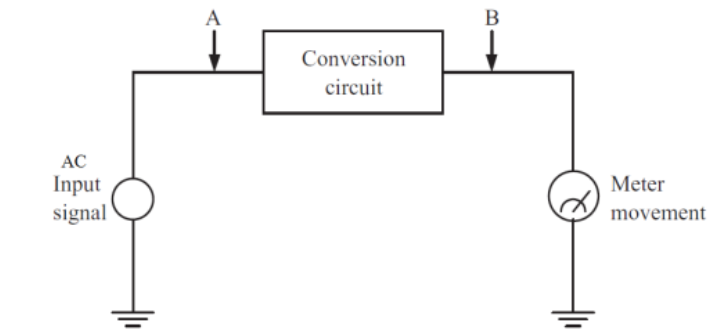 A
B
Conversion
circuit
AC
Input
signal
Meter
movement